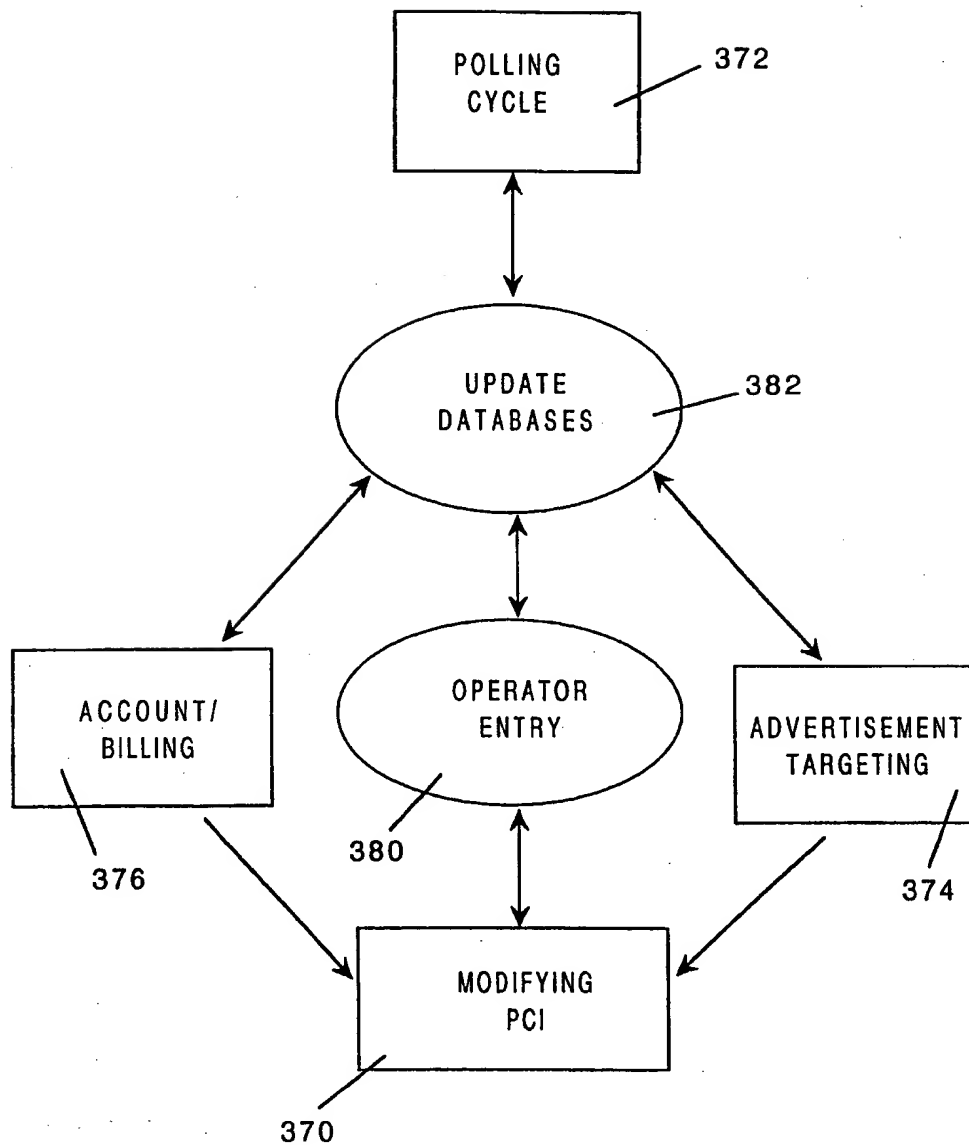 POLLING
CYCLE
372
UPDATE
DATABASES
382
ACCOUNT/
BILLING
376
OPERATOR
ENTRY
380
ADVERTISEMENT
TARGETING
374
MODIFYING
PCI
370